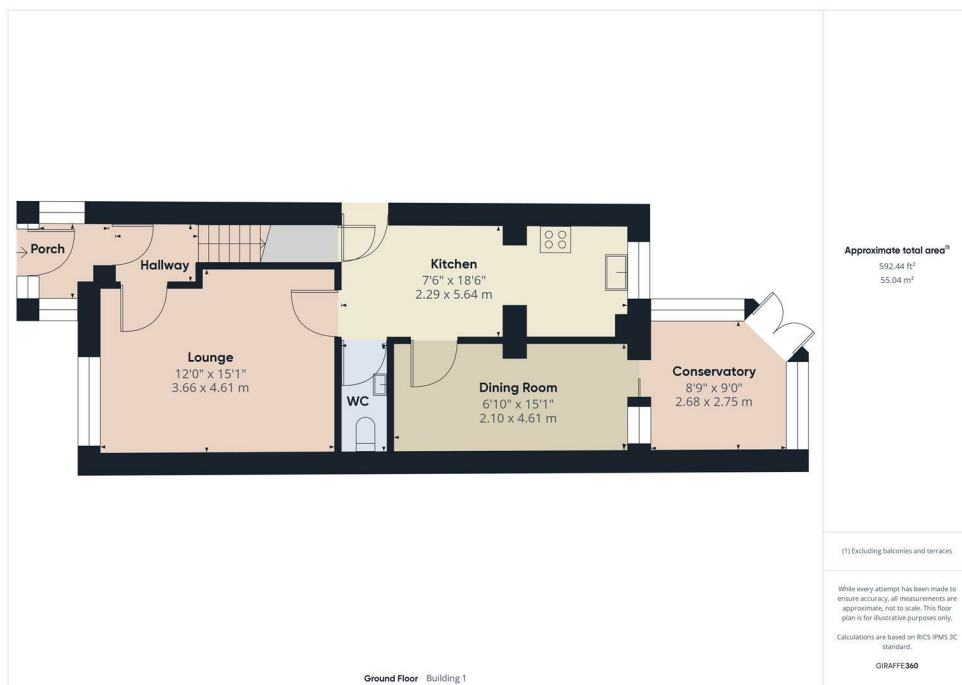 Porch
Hallway
Kitchen
7'6" x 18'6"
2.29 x 5.64 m
Lounge
12'0" x 15'1"
3.66 x 4.61 m
WC
Dining Room
6'10" x 15'1"
2.10 x 4.61 m
Conservatory
8'9" x 9'0"
2.68 x 2.75 m
Ground Floor Building 1
Approximate total area(1)
592.44 ft²
55.04 m²
(1) Excluding balconies and terraces
While every attempt has been made to
ensure accuracy, all measurements are
approximate, not to scale. This floor
plan is for illustrative purposes only.
Calculations are based on RICS IPMS 3C
standard.
GIRAFFE360